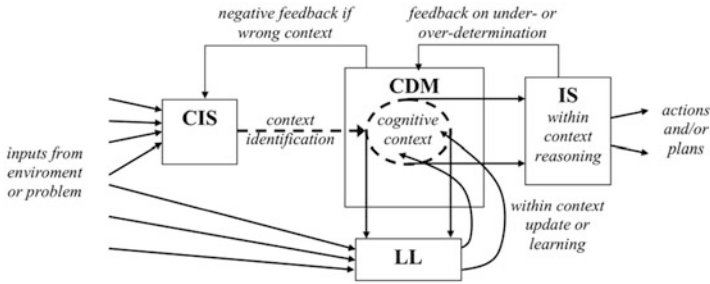 negative feedback if
wrong context
feedback on under- or
over-determination
CDM
CIS
IS
context
identification
cognitive
context
within
context
reasoning
actions
and/or
plans
inputs from
enviroment
or problem
within context
update or
learning
LL